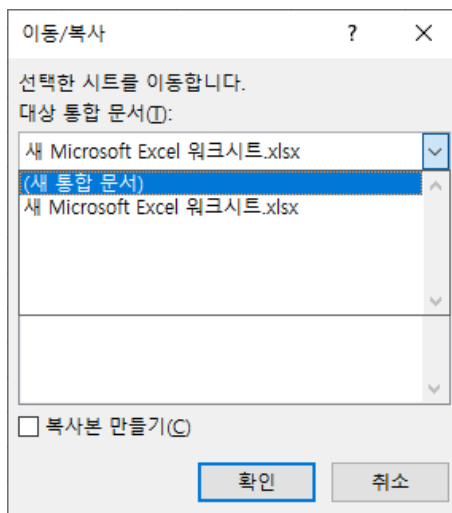 이동/복사
선택한 시트를 이동합니다.
대상 통합 문서(T):
새 Microsoft Excel 워크시트.xlsx
(새 통합 문서)
새 Microsoft Excel 워크시트.xlsx
복사본 만들기(C)
확인 취소